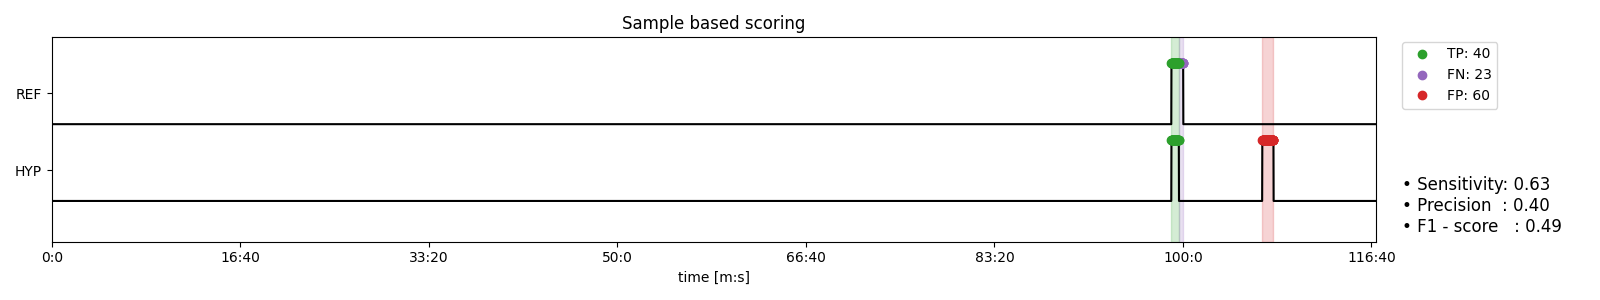 Sample based scoring
REF
HYP
0:0
16:40
33:20
50:0
66:40
83:20
100:0
116:40
time [m:s]
TP: 40
FN: 23
FP: 60
• Sensitivity: 0.63
• Precision : 0.40
• F1 - score : 0.49